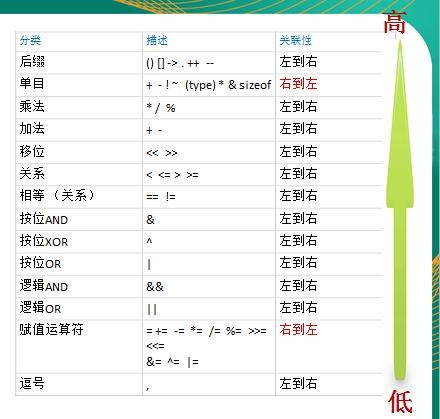 高
分类 描述 关联性
后缀 () [] -> . ++ -- 左到右
单目 + - ! ~ (type) * & sizeof 右到左
乘法 * / % 左到右
加法 + - 左到右
移位 << >> 左到右
关系 < <= > >= 左到右
相等 （关系） == != 左到右
按位AND & 左到右
按位XOR ^ 左到右
按位OR | 左到右
逻辑AND && 左到右
逻辑OR || 左到右
赋值运算符 = += -= *= /= %= >>= 右到左
<<=
&= ^= |=
逗号 , 左到右
低